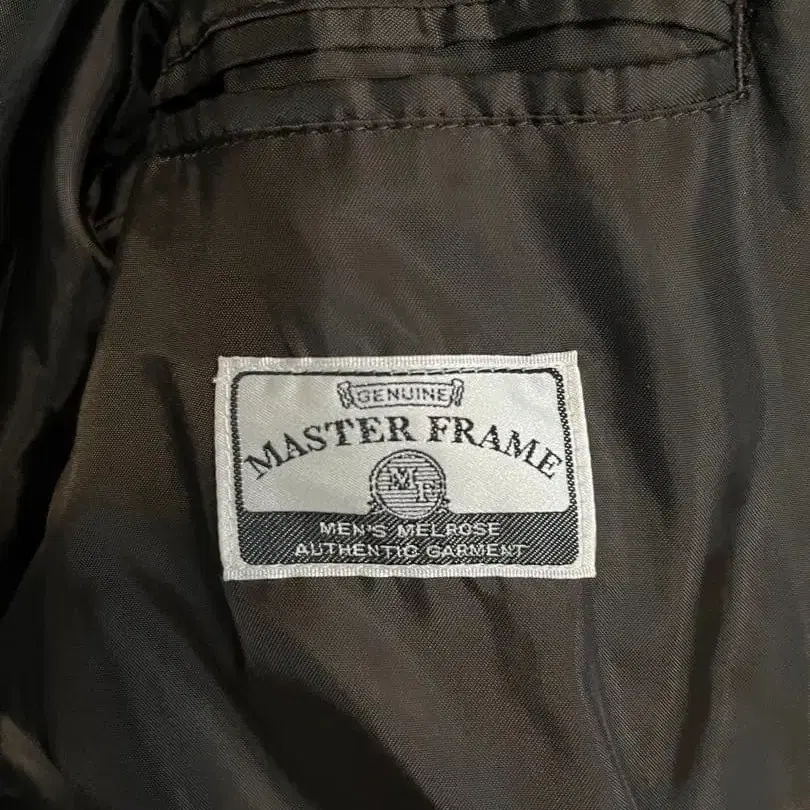 GENUINE
MASTER FRAME
MF
MEN'S MELROSE
AUTHENTIC GARMENT